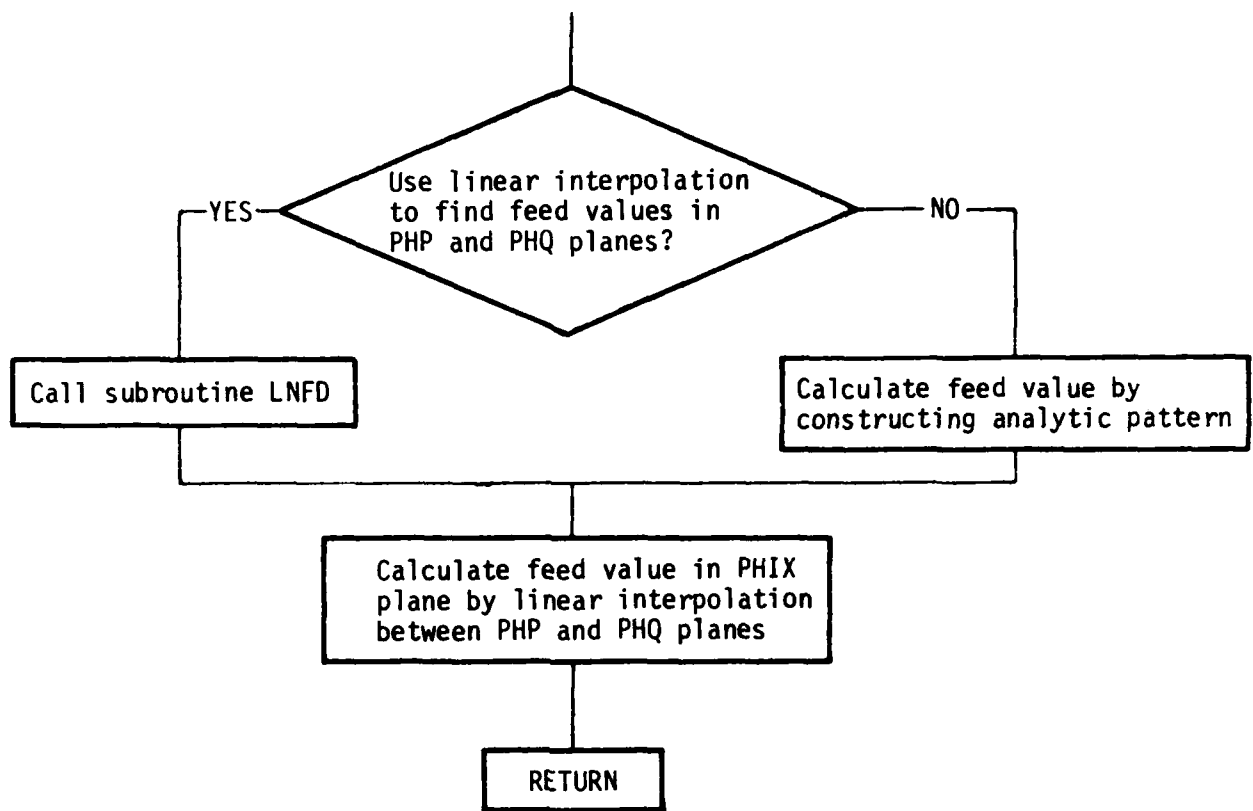 Use linear interpolation
to find feed values in
PHP and PHQ planes?
YES
NO
Call subroutine LNFD
Calculate feed value by
constructing analytic pattern
Calculate feed value in PHIX
plane by linear interpolation
between PHP and PHQ planes
RETURN